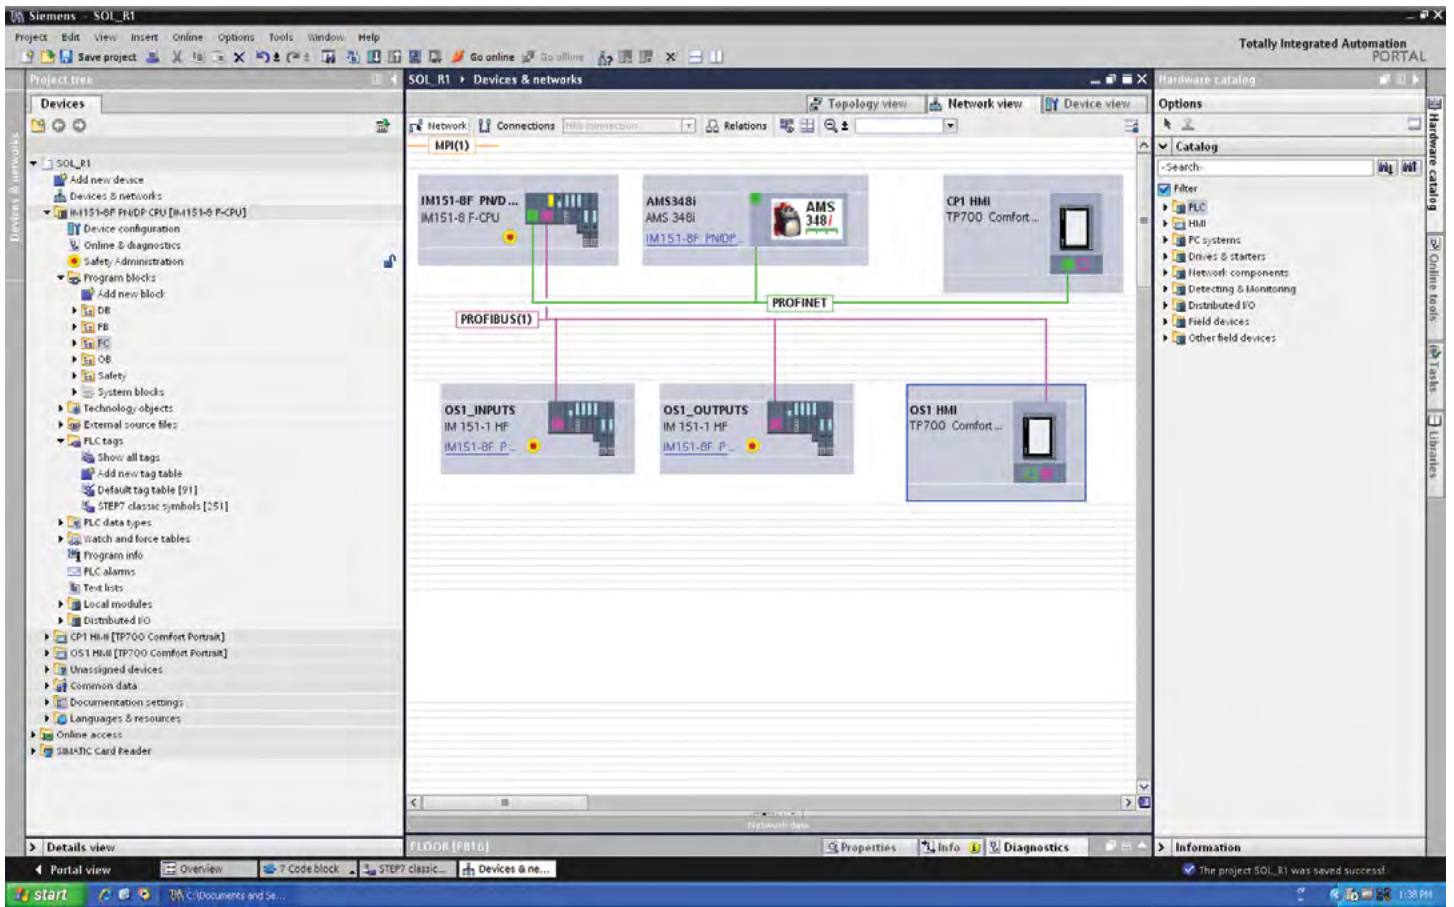 Siemens - SOL_R1
Project Edit View Insert Online Options Tools Window Help
Totally Integrated Automation
PORTAL
Save project
Go online
Go offline
Project tree
SOL_R1 ▸ Devices & networks
Hardware catalog
Devices
Topology view
Network view
Device view
Options
Network
Connections
HMI connection
Relations
MPI(1)
Catalog
SOL_R1
Add new device
Devices & networks
IM151-8F PN/DP CPU [IM151-8 F-CPU]
Device configuration
Online & diagnostics
Safety Administration
Program blocks
Add new block
DB
FB
FC
OB
Safety
System blocks
Technology objects
External source files
PLC tags
Show all tags
Add new tag table
Default tag table [91]
STEP7 classic symbols [251]
PLC data types
Watch and force tables
Program info
PLC alarms
Text lists
Local modules
Distributed I/O
CP1 HMI [TP700 Comfort Portrait]
OS1 HMI [TP700 Comfort Portrait]
Unassigned devices
Common data
Documentation settings
Languages & resources
Online access
SIMATIC Card Reader
IM151-8F PN/D ...
IM151-8 F-CPU
AMS348i
AMS 348i
IM151-8F PN/DP...
AMS
348i
CP1 HMI
TP700 Comfort ...
PROFINET
PROFIBUS(1)
OS1_INPUTS
IM 151-1 HF
IM151-8F P...
OS1_OUTPUTS
IM 151-1 HF
IM151-8F P...
OS1 HMI
TP700 Comfort ...
-Search-
Filter
PLC
HMI
PC systems
Drives & starters
Network components
Detecting & Monitoring
Distributed I/O
Field devices
Other field devices
Devices & networks
Hardware catalog
Online tools
Tasks
Libraries
Network data
Details view
FLOOR [FB16]
Properties
Info
Diagnostics
Information
Portal view
Overview
7 Code block
STEP7 classic...
Devices & ne...
The project SOL_R1 was saved successf
start
C:\Documents and Se...
1:38 PM